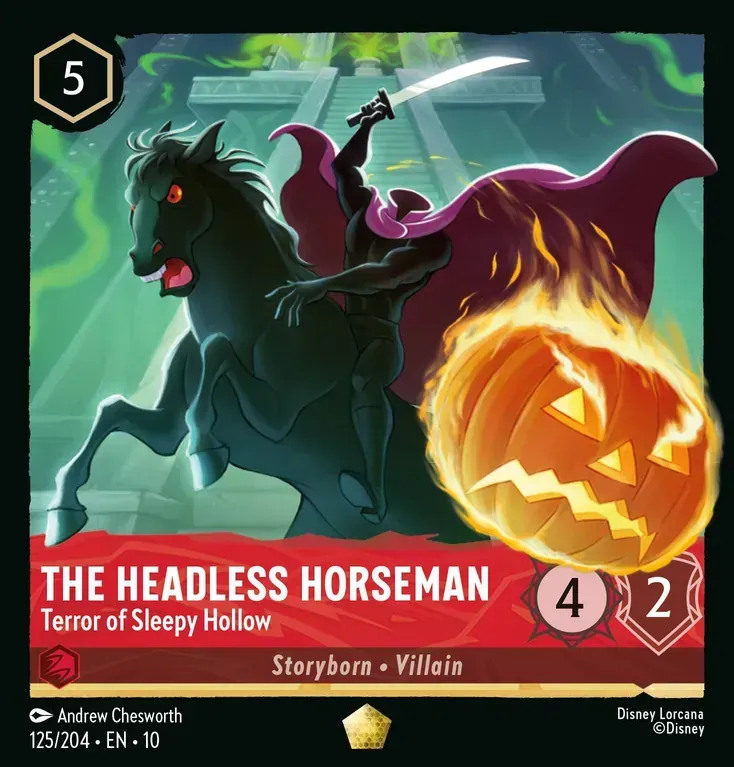 5
THE HEADLESS HORSEMAN
Terror of Sleepy Hollow
4
2
Storyborn • Villain
Andrew Chesworth
125/204 • EN • 10
Disney Lorcana
©Disney